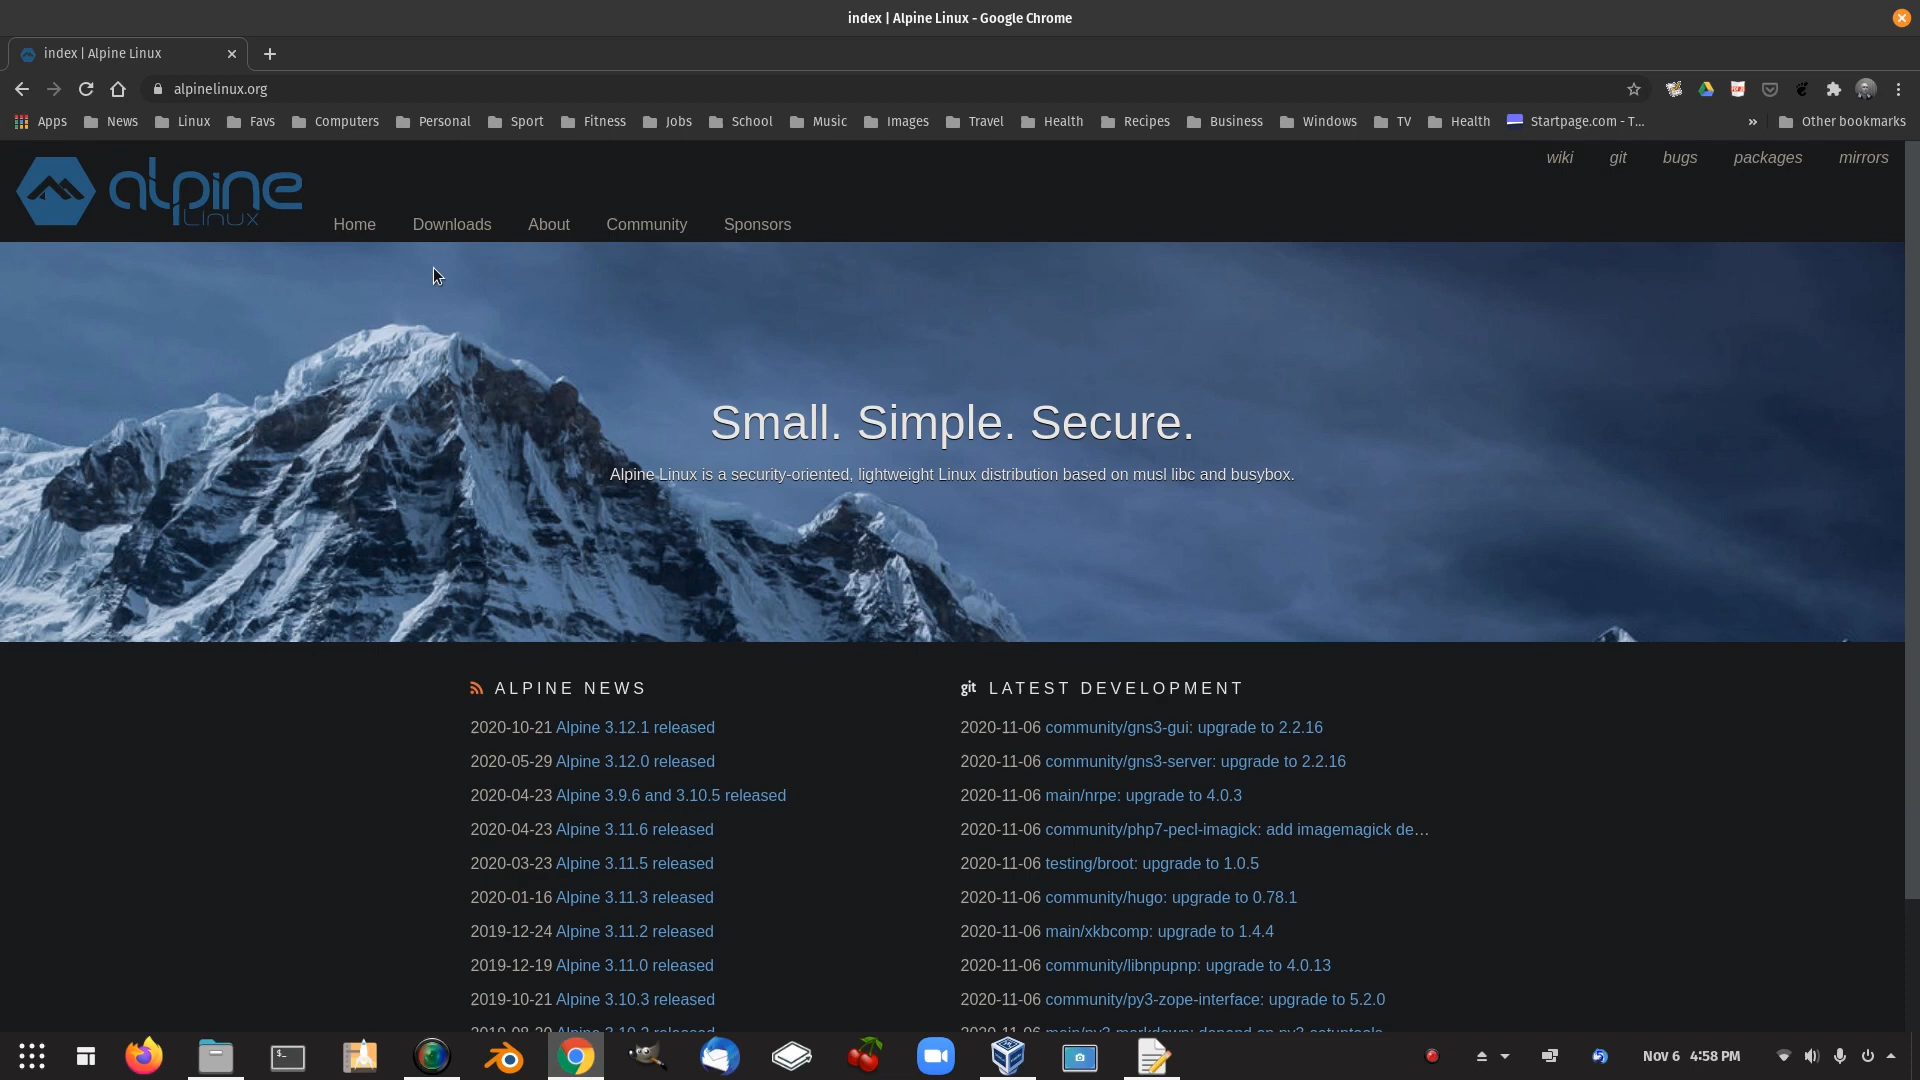 index | Alpine Linux - Google Chrome
index | Alpine Linux
alpinelinux.org
Apps News Linux Favs Computers Personal Sport Fitness Jobs School Music Images Travel Health Recipes Business Windows TV Health Startpage.com - T... » Other bookmarks
wiki git bugs packages mirrors
alpine
Linux
Home Downloads About Community Sponsors
Small. Simple. Secure.
Alpine Linux is a security-oriented, lightweight Linux distribution based on musl libc and busybox.
ALPINE NEWS
2020-10-21 Alpine 3.12.1 released
2020-05-29 Alpine 3.12.0 released
2020-04-23 Alpine 3.9.6 and 3.10.5 released
2020-04-23 Alpine 3.11.6 released
2020-03-23 Alpine 3.11.5 released
2020-01-16 Alpine 3.11.3 released
2019-12-24 Alpine 3.11.2 released
2019-12-19 Alpine 3.11.0 released
2019-10-21 Alpine 3.10.3 released
git LATEST DEVELOPMENT
2020-11-06 community/gns3-gui: upgrade to 2.2.16
2020-11-06 community/gns3-server: upgrade to 2.2.16
2020-11-06 main/nrpe: upgrade to 4.0.3
2020-11-06 community/php7-pecl-imagick: add imagemagick de...
2020-11-06 testing/broot: upgrade to 1.0.5
2020-11-06 community/hugo: upgrade to 0.78.1
2020-11-06 main/xkbcomp: upgrade to 1.4.4
2020-11-06 community/libnpupnp: upgrade to 4.0.13
2020-11-06 community/py3-zope-interface: upgrade to 5.2.0
Nov 6 4:58 PM